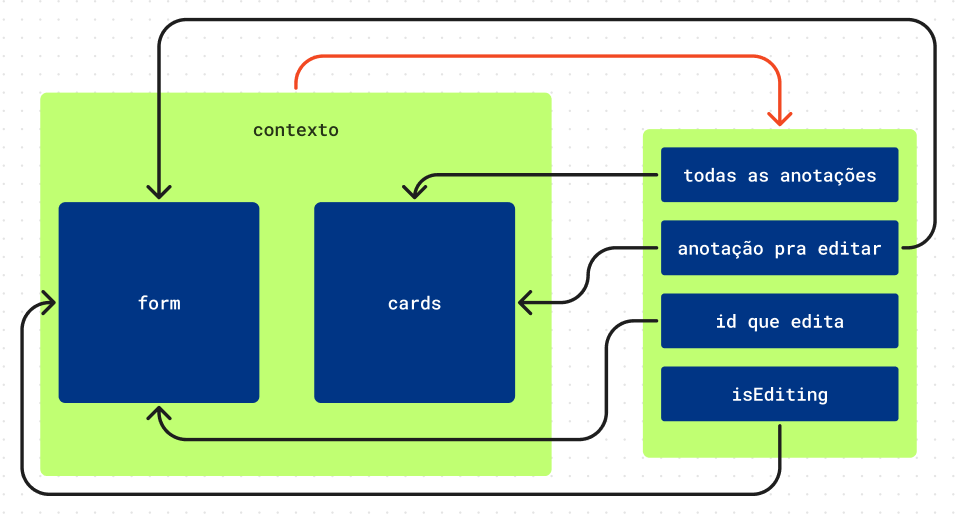 contexto
form
cards
todas as anotações
anotação pra editar
id que edita
isEditing